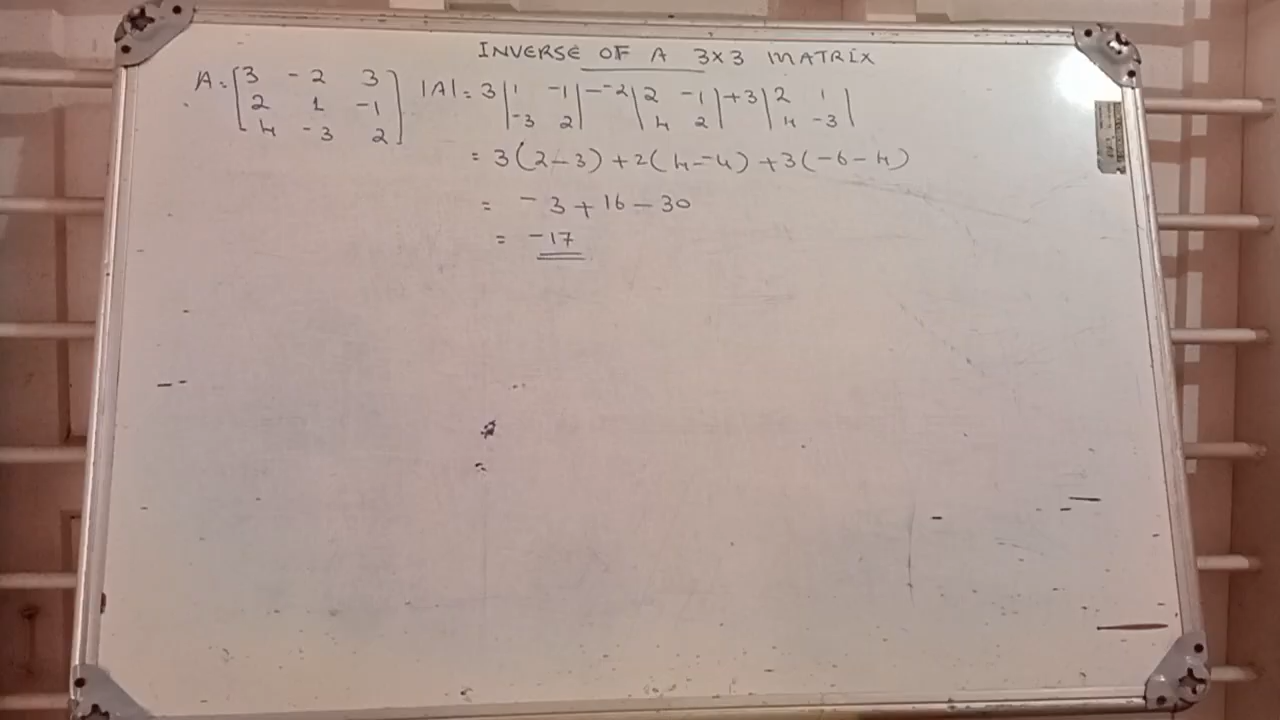 INVERSE OF A 3x3 MATRIX
A = [3 -2 3
2 1 -1
4 -3 2]
|A| = 3|1 -1
-3 2| - -2|2 -1
4 2| +3|2 1
4 -3|
= 3(2-3) +2(4--4) +3(-6-4)
= -3+16-30
= -17